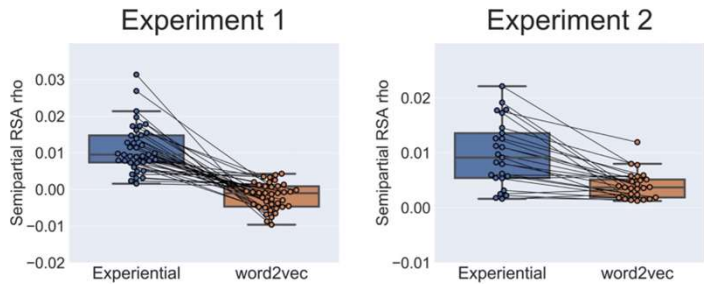 Experiment 1
Semipartial RSA rho
0.03
0.02
0.01
0.00
−0.01
−0.02
Experiential
word2vec
Experiment 2
Semipartial RSA rho
0.02
0.01
0.00
−0.01
Experiential
word2vec